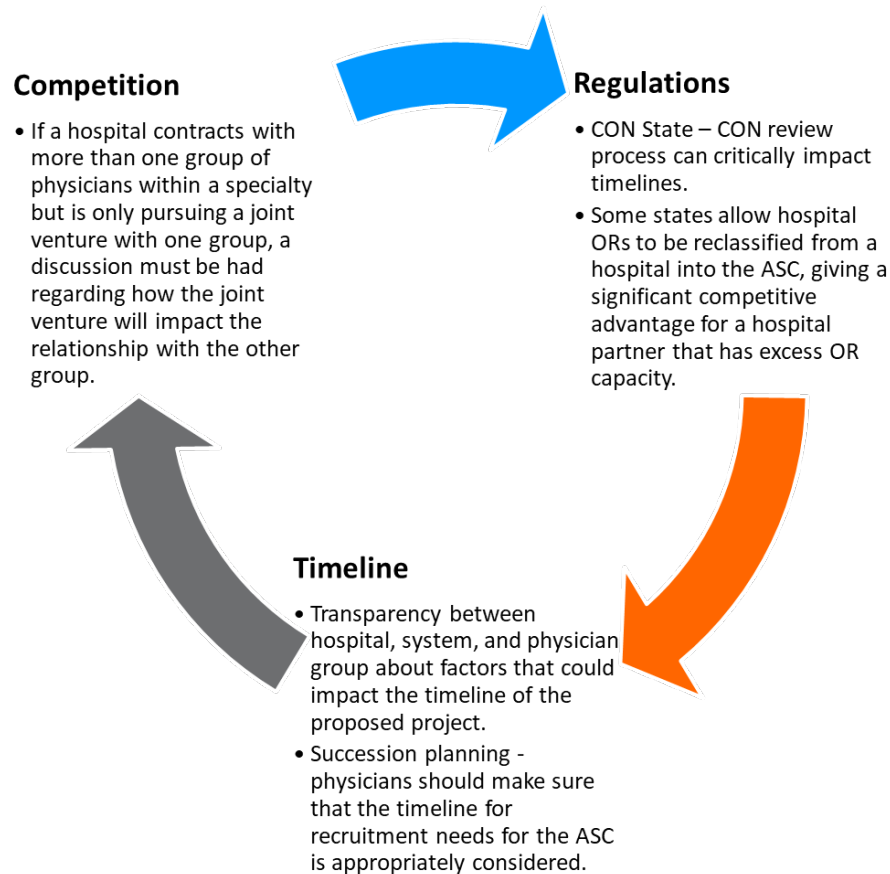 Competition
• If a hospital contracts with
more than one group of
physicians within a specialty
but is only pursuing a joint
venture with one group, a
discussion must be had
regarding how the joint
venture will impact the
relationship with the other
group.
Regulations
• CON State – CON review
process can critically impact
timelines.
• Some states allow hospital
ORs to be reclassified from a
hospital into the ASC, giving a
significant competitive
advantage for a hospital
partner that has excess OR
capacity.
Timeline
• Transparency between
hospital, system, and physician
group about factors that could
impact the timeline of the
proposed project.
• Succession planning -
physicians should make sure
that the timeline for
recruitment needs for the ASC
is appropriately considered.